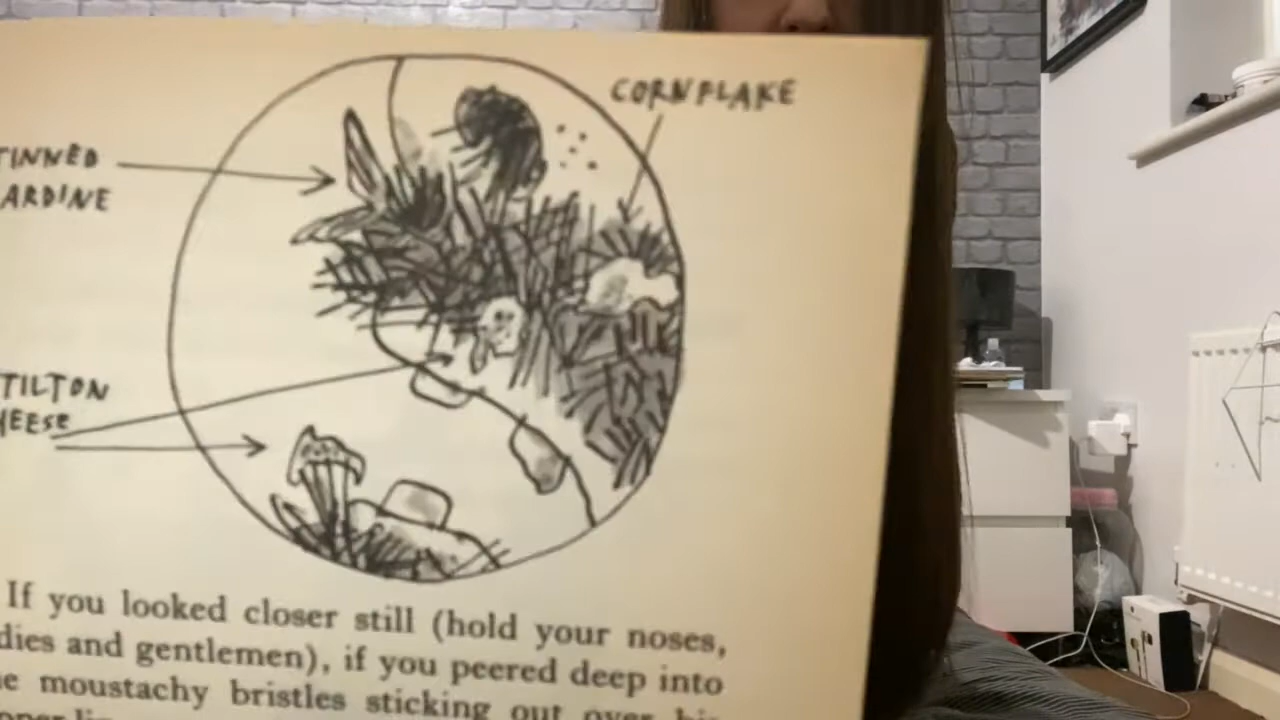 CORNFLAKE
TINNED
ARDINE
TILTON
HEESE
If you looked closer still (hold your noses,
dies and gentlemen), if you peered deep into
e moustachy bristles sticking out over his